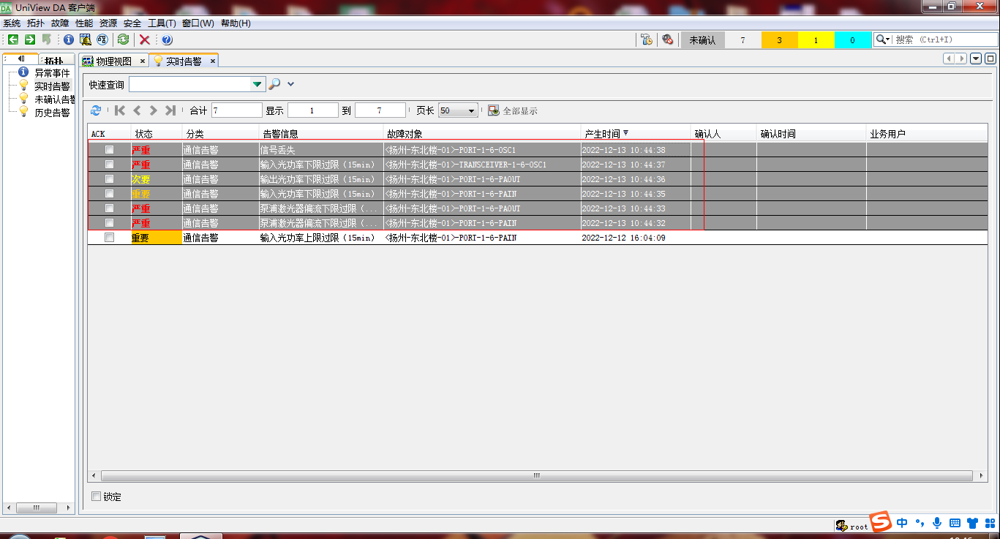 DA UniView DA 客户端
系统 拓扑 故障 性能 资源 安全 工具(T) 窗口(W) 帮助(H)
未确认 7 3 1 0 搜索 (Ctrl+I)
拓扑 物理视图 × 实时告警 ×
异常事件
实时告警
未确认告警
历史告警
快速查询
合计 7 显示 1 到 7 页长 50 全部显示
ACK 状态 分类 告警信息 故障对象 产生时间 确认人 确认时间 业务用户
严重 通信告警 信号丢失 <扬州-东北楼-01>-PORT-1-6-OSC1 2022-12-13 10:44:38
严重 通信告警 输入光功率下限过限（15min） <扬州-东北楼-01>-TRANSCEIVER-1-6-OSC1 2022-12-13 10:44:37
次要 通信告警 输出光功率下限过限（15min） <扬州-东北楼-01>-PORT-1-6-PAOUT 2022-12-13 10:44:36
重要 通信告警 输入光功率下限过限（15min） <扬州-东北楼-01>-PORT-1-6-PAIN 2022-12-13 10:44:35
严重 通信告警 泵浦激光器偏流下限过限（... <扬州-东北楼-01>-PORT-1-6-PAOUT 2022-12-13 10:44:33
严重 通信告警 泵浦激光器偏流下限过限（... <扬州-东北楼-01>-PORT-1-6-PAIN 2022-12-13 10:44:32
重要 通信告警 输入光功率上限过限（15min） <扬州-东北楼-01>-PORT-1-6-PAIN 2022-12-12 16:04:09
锁定
root S 中